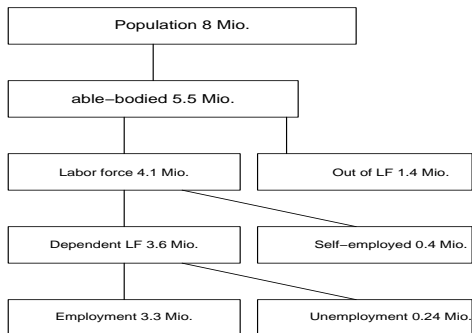 Population 8 Mio.
able−bodied 5.5 Mio.
Labor force 4.1 Mio.
Out of LF 1.4 Mio.
Dependent LF 3.6 Mio.
Self−employed 0.4 Mio.
Employment 3.3 Mio.
Unemployment 0.24 Mio.